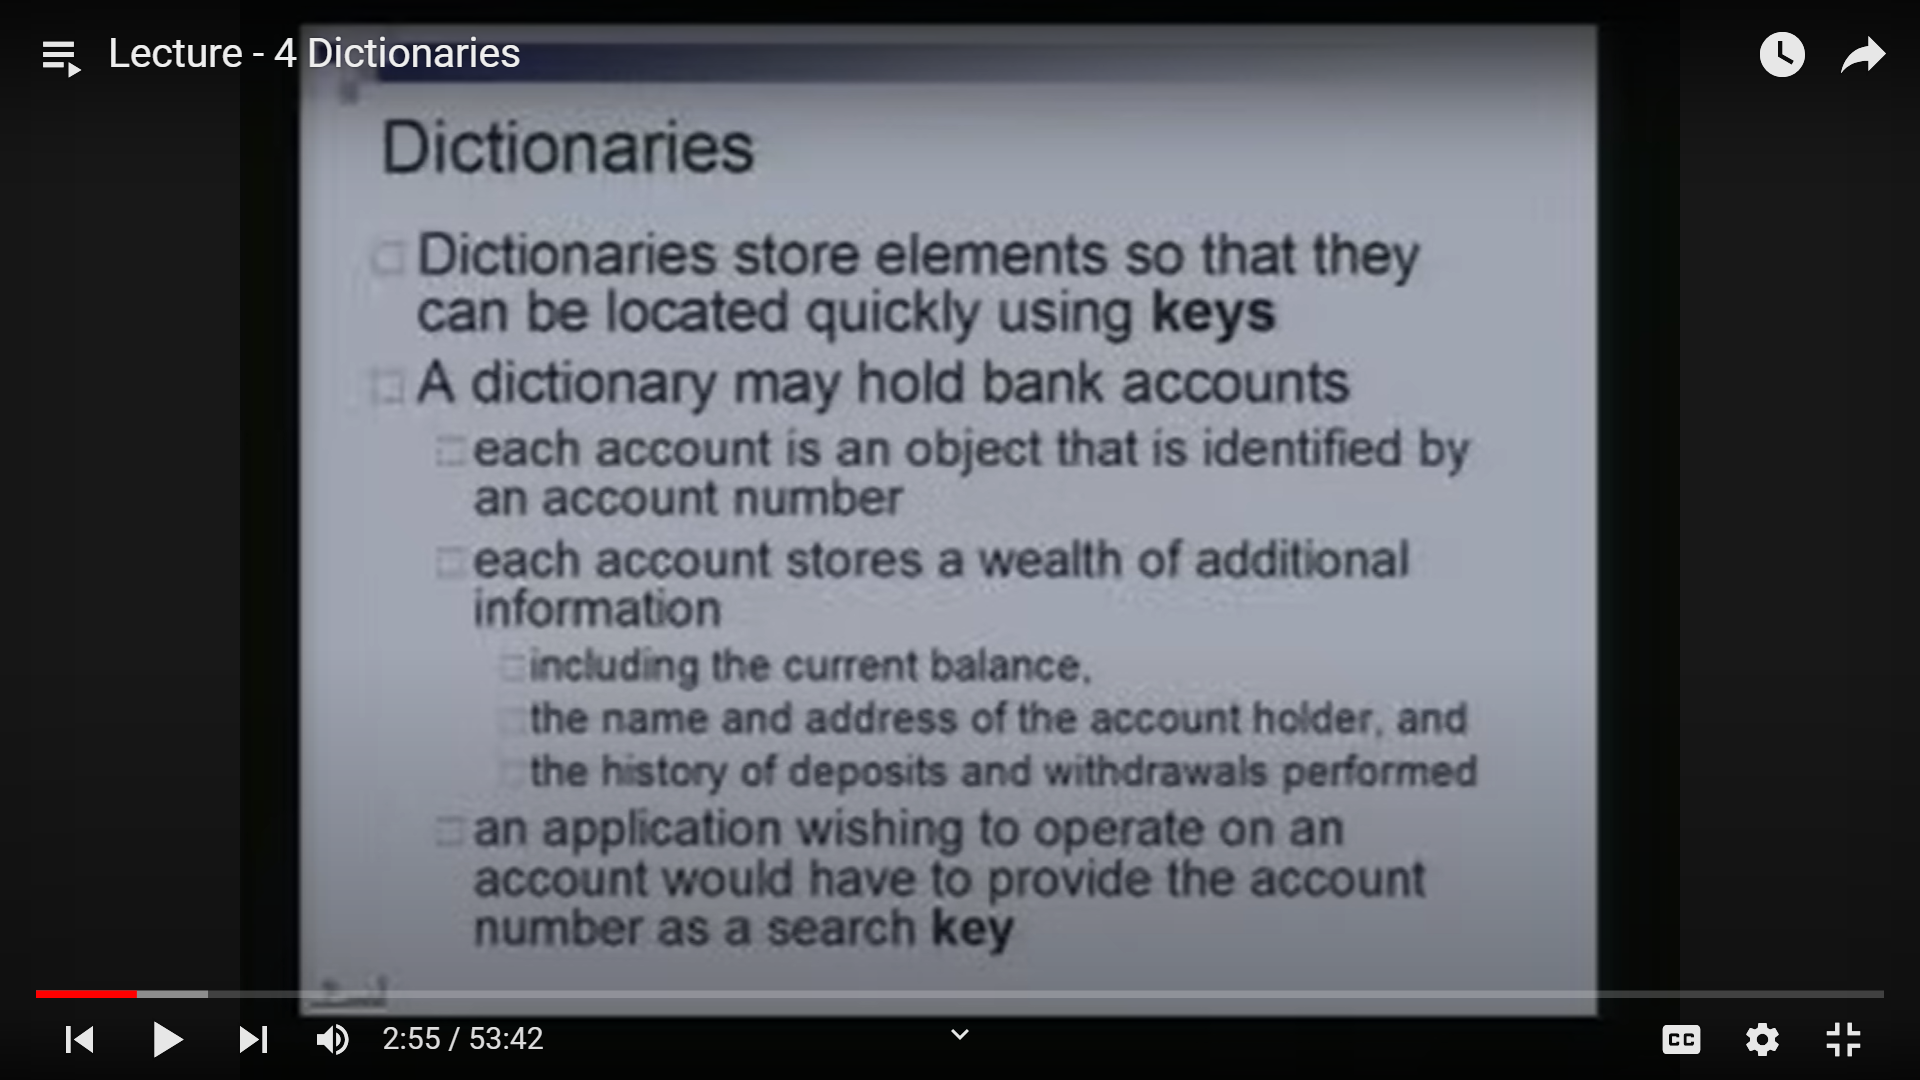 Lecture - 4 Dictionaries
Dictionaries
Dictionaries store elements so that they
can be located quickly using keys
A dictionary may hold bank accounts
each account is an object that is identified by
an account number
each account stores a wealth of additional
information
including the current balance,
the name and address of the account holder, and
the history of deposits and withdrawals performed
an application wishing to operate on an
account would have to provide the account
number as a search key
2:55 / 53:42
CC